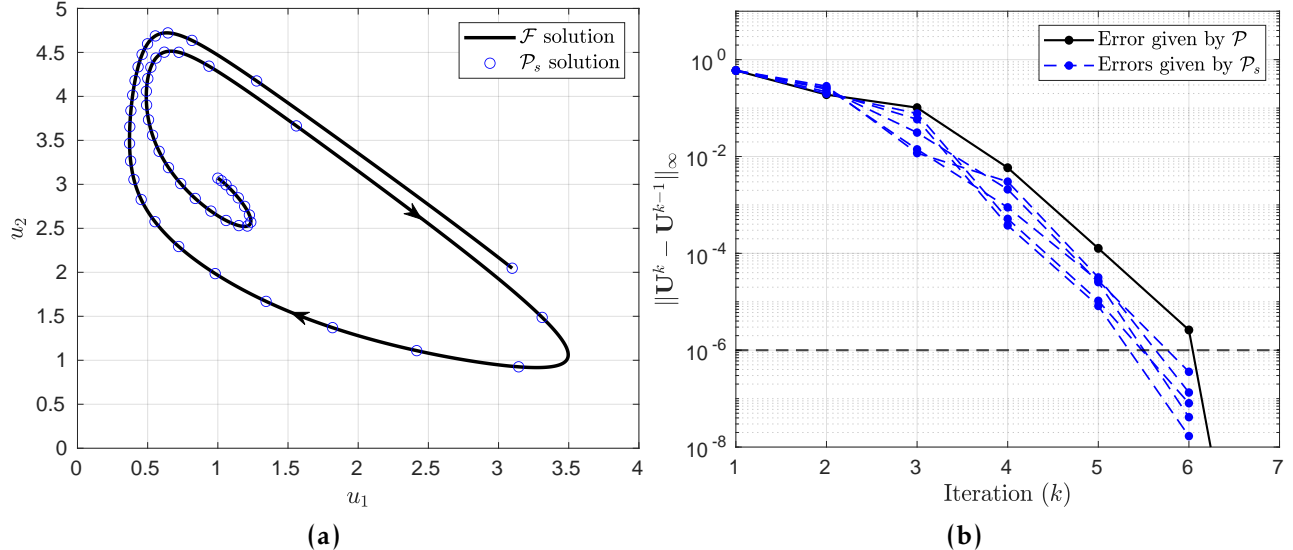 5
4.5
4
3.5
3
2.5
2
1.5
1
0.5
0
u₂
0 0.5 1 1.5 2 2.5 3 3.5 4
u₁
ℱ solution
𝒫ₛ solution
(a)
10⁰
10⁻²
10⁻⁴
10⁻⁶
10⁻⁸
||𝐔ᵏ − 𝐔ᵏ⁻¹||∞
1 2 3 4 5 6 7
Iteration (k)
Error given by 𝒫
Errors given by 𝒫ₛ
(b)